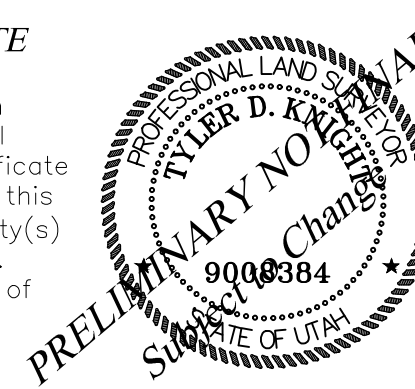 TE
ficate
this
ty(s)
of
PROFESSIONAL LAND SURVEYOR
TYLER D. KNIGHT
9008384
STATE OF UTAH
PRELIMINARY NOT FINAL
Subject to Change